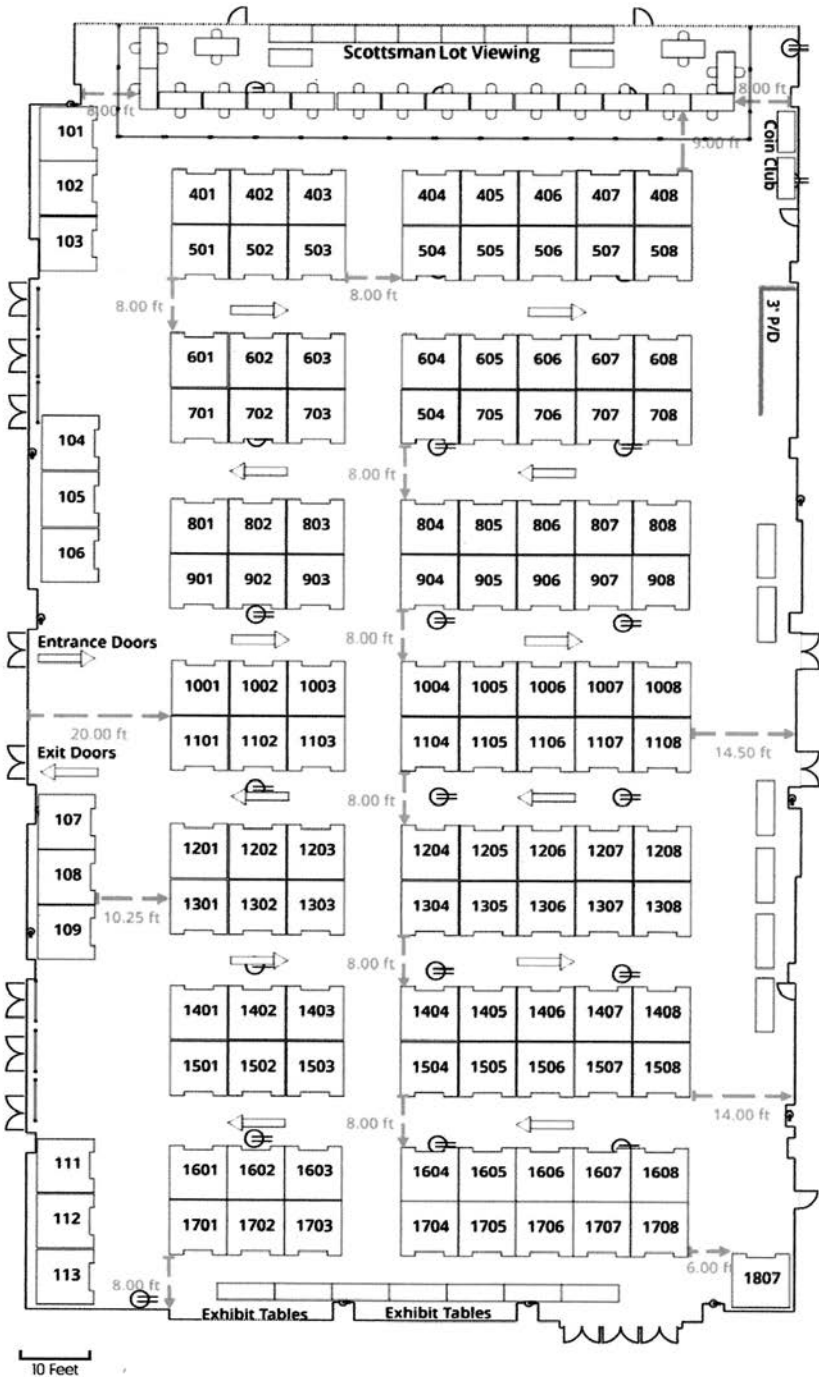 Scottsman Lot Viewing
8.00 ft
8.00 ft
9.00 ft
Coin Club
101
102
103
401 402 403
404 405 406 407 408
501 502 503
504 505 506 507 508
8.00 ft
8.00 ft
3' P/D
601 602 603
604 605 606 607 608
701 702 703
504 705 706 707 708
104
105
106
8.00 ft
801 802 803
804 805 806 807 808
901 902 903
904 905 906 907 908
Entrance Doors
8.00 ft
1001 1002 1003
1004 1005 1006 1007 1008
20.00 ft
1101 1102 1103
1104 1105 1106 1107 1108
14.50 ft
Exit Doors
8.00 ft
107
108
109
1201 1202 1203
1204 1205 1206 1207 1208
1301 1302 1303
1304 1305 1306 1307 1308
10.25 ft
8.00 ft
1401 1402 1403
1404 1405 1406 1407 1408
1501 1502 1503
1504 1505 1506 1507 1508
14.00 ft
8.00 ft
111
112
113
1601 1602 1603
1604 1605 1606 1607 1608
1701 1702 1703
1704 1705 1706 1707 1708
6.00 ft
1807
8.00 ft
Exhibit Tables
Exhibit Tables
10 Feet